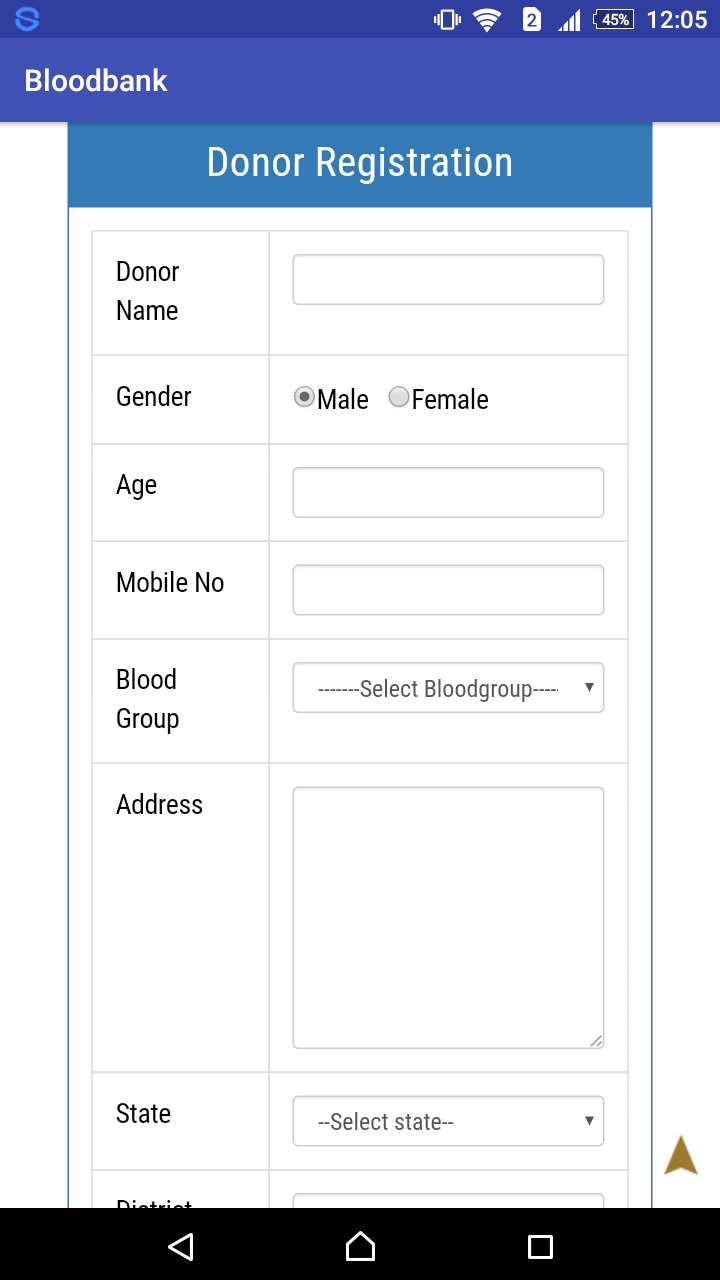 2 45% 12:05
Bloodbank
Donor Registration
Donor
Name
Gender
Male Female
Age
Mobile No
Blood
Group
-------Select Bloodgroup-----
Address
State
--Select state--
District